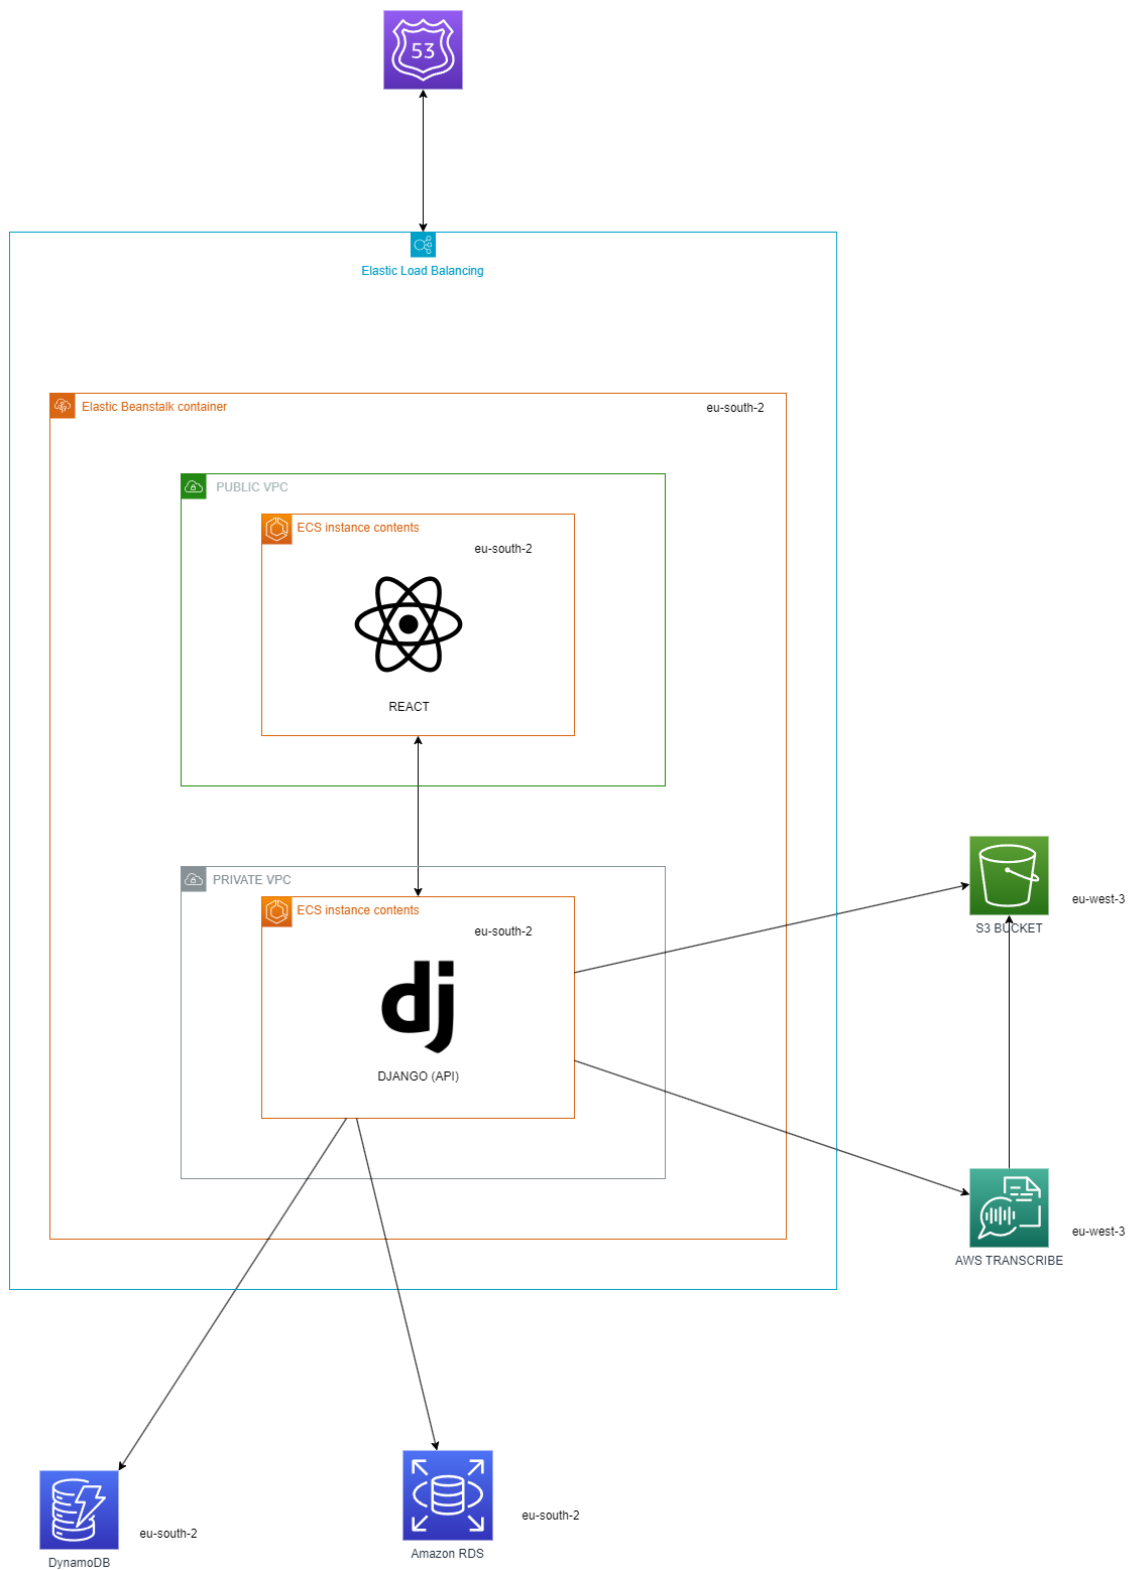 53
Elastic Load Balancing
Elastic Beanstalk container
eu-south-2
PUBLIC VPC
ECS instance contents
eu-south-2
REACT
PRIVATE VPC
ECS instance contents
eu-south-2
dj
DJANGO (API)
eu-west-3
S3 BUCKET
eu-west-3
AWS TRANSCRIBE
eu-south-2
DynamoDB
eu-south-2
Amazon RDS